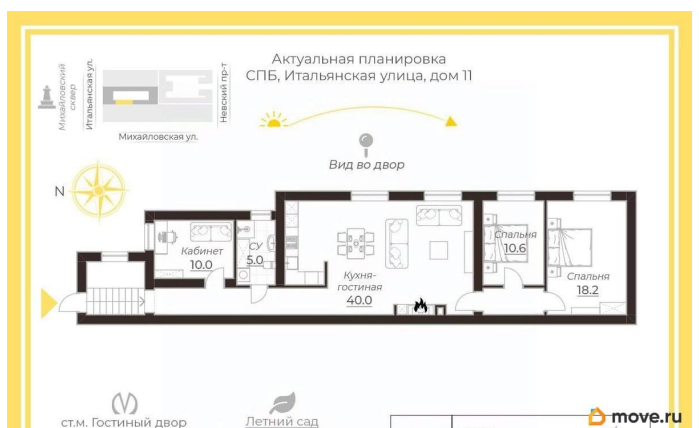 Актуальная планировка
СПБ, Итальянская улица, дом 11
Михайловский
сквер
Итальянская ул.
Невский пр-т
Михайловская ул.
Вид во двор
N
Кабинет
10.0
СУ
5.0
Кухня-
гостиная
40.0
Спальня
10.6
Спальня
18.2
ст.м. Гостиный двор
Летний сад
move.ru